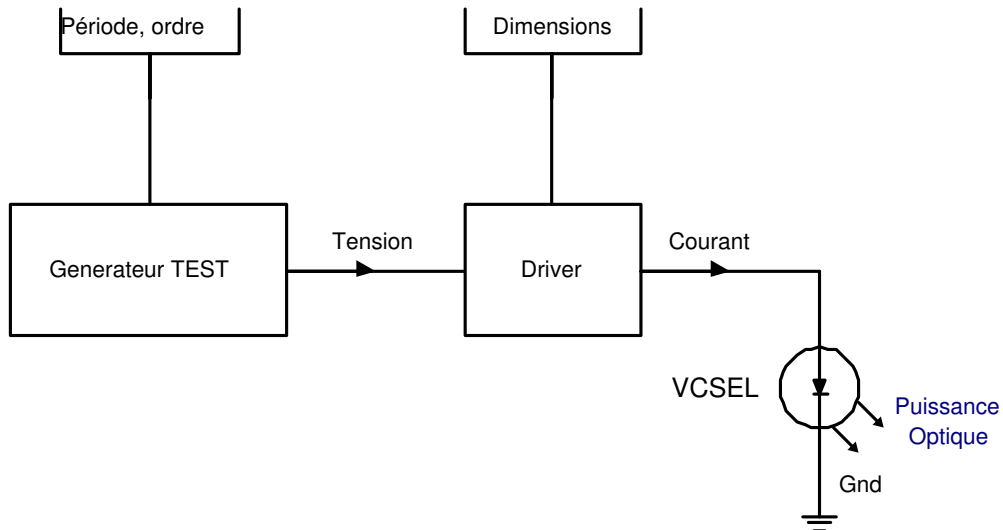 Période, ordre
Dimensions
Generateur TEST
Tension
Driver
Courant
VCSEL
Puissance
Optique
Gnd